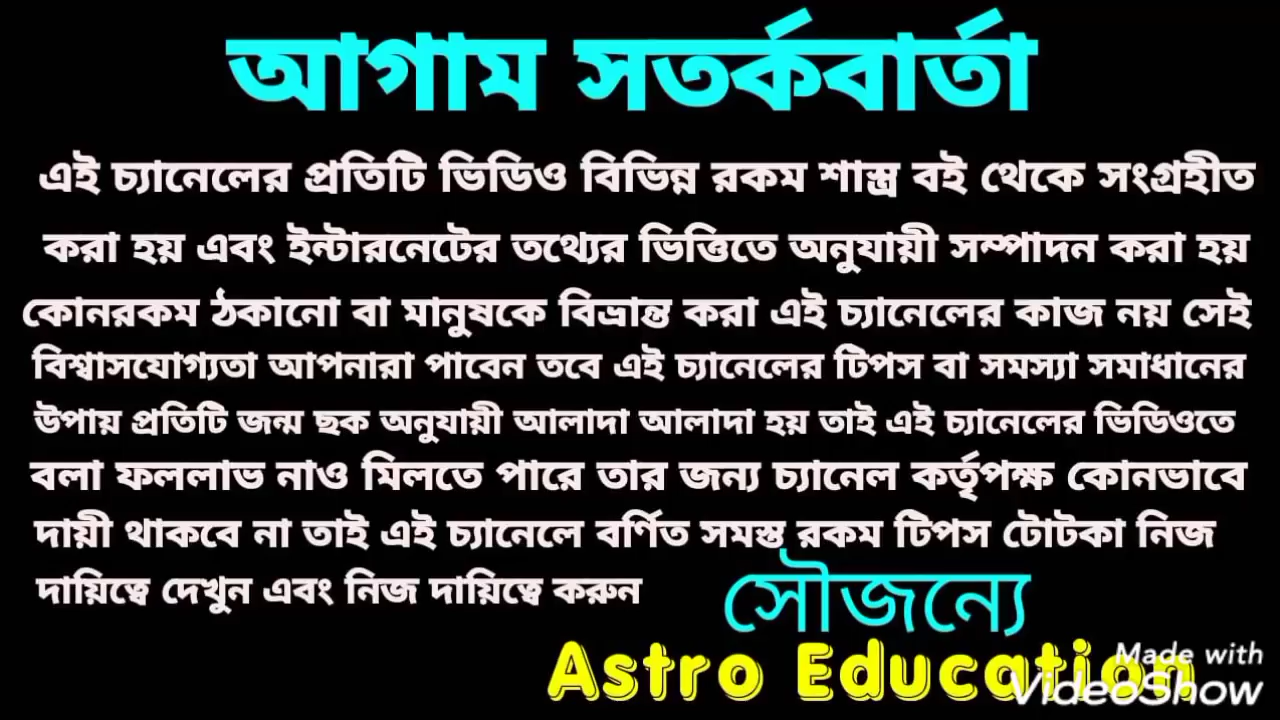 আগাম সতর্কবার্তা
এই চ্যানেলের প্রতিটি ভিডিও বিভিন্ন রকম শাস্ত্র বই থেকে সংগ্রহীত
করা হয় এবং ইন্টারনেটের তথ্যের ভিত্তিতে অনুযায়ী সম্পাদন করা হয়
কোনরকম ঠকানো বা মানুষকে বিভ্রান্ত করা এই চ্যানেলের কাজ নয় সেই
বিশ্বাসযোগ্যতা আপনারা পাবেন তবে এই চ্যানেলের টিপস বা সমস্যা সমাধানের
উপায় প্রতিটি জন্ম ছক অনুযায়ী আলাদা আলাদা হয় তাই এই চ্যানেলের ভিডিওতে
বলা ফললাভ নাও মিলতে পারে তার জন্য চ্যানেল কর্তৃপক্ষ কোনভাবে
দায়ী থাকবে না তাই এই চ্যানেলে বর্ণিত সমস্ত রকম টিপস টোটকা নিজ
দায়িত্বে দেখুন এবং নিজ দায়িত্বে করুন
সৌজন্যে
Astro Education
Made with
VideoShow